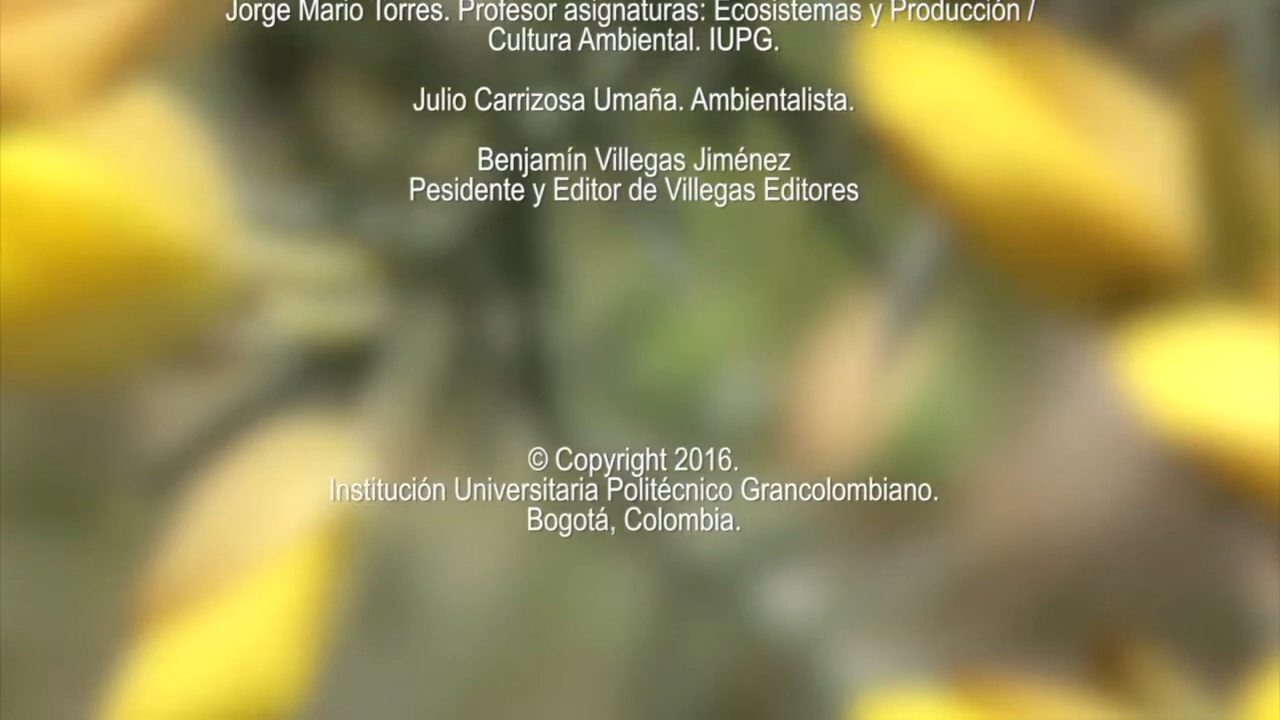 Jorge Mario Torres. Profesor asignaturas: Ecosistemas y Producción /
Cultura Ambiental. IUPG.
Julio Carrizosa Umaña. Ambientalista.
Benjamín Villegas Jiménez
Pesidente y Editor de Villegas Editores
© Copyright 2016.
Institución Universitaria Politécnico Grancolombiano.
Bogotá, Colombia.